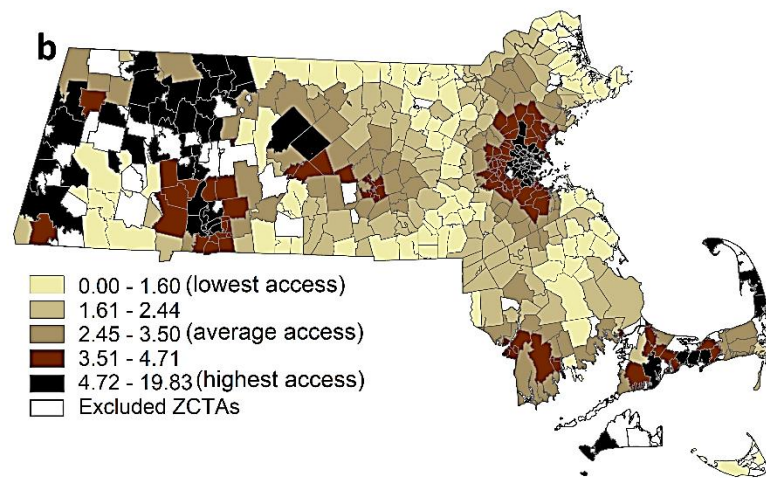 b
0.00 - 1.60 (lowest access)
1.61 - 2.44
2.45 - 3.50 (average access)
3.51 - 4.71
4.72 - 19.83 (highest access)
Excluded ZCTAs